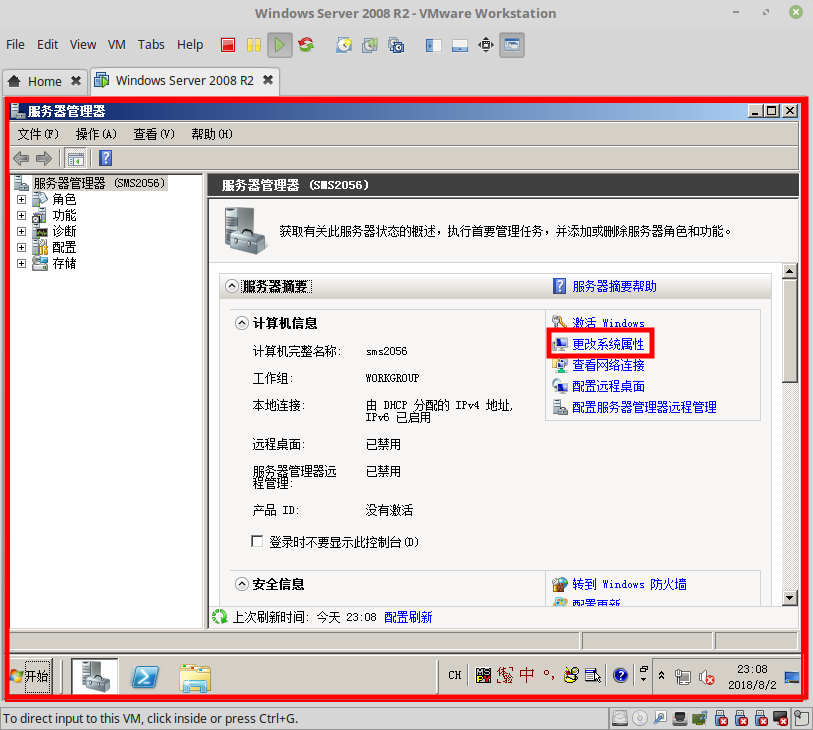 Windows Server 2008 R2 - VMware Workstation
File Edit View VM Tabs Help
Home Windows Server 2008 R2
服务器管理器
文件(F) 操作(A) 查看(V) 帮助(H)
服务器管理器 (SMS2056)
角色
功能
诊断
配置
存储
服务器管理器 (SMS2056)
获取有关此服务器状态的概述，执行首要管理任务，并添加或删除服务器角色和功能。
服务器摘要
服务器摘要帮助
计算机信息
计算机完整名称: sms2056
工作组: WORKGROUP
本地连接: 由 DHCP 分配的 IPv4 地址,
IPv6 已启用
远程桌面: 已禁用
服务器管理器远 已禁用
程管理:
产品 ID: 没有激活
登录时不要显示此控制台(D)
激活 Windows
更改系统属性
查看网络连接
配置远程桌面
配置服务器管理器远程管理
安全信息
转到 Windows 防火墙
配置更新
上次刷新时间: 今天 23:08 配置刷新
开始
CH
中
23:08
2018/8/2
To direct input to this VM, click inside or press Ctrl+G.